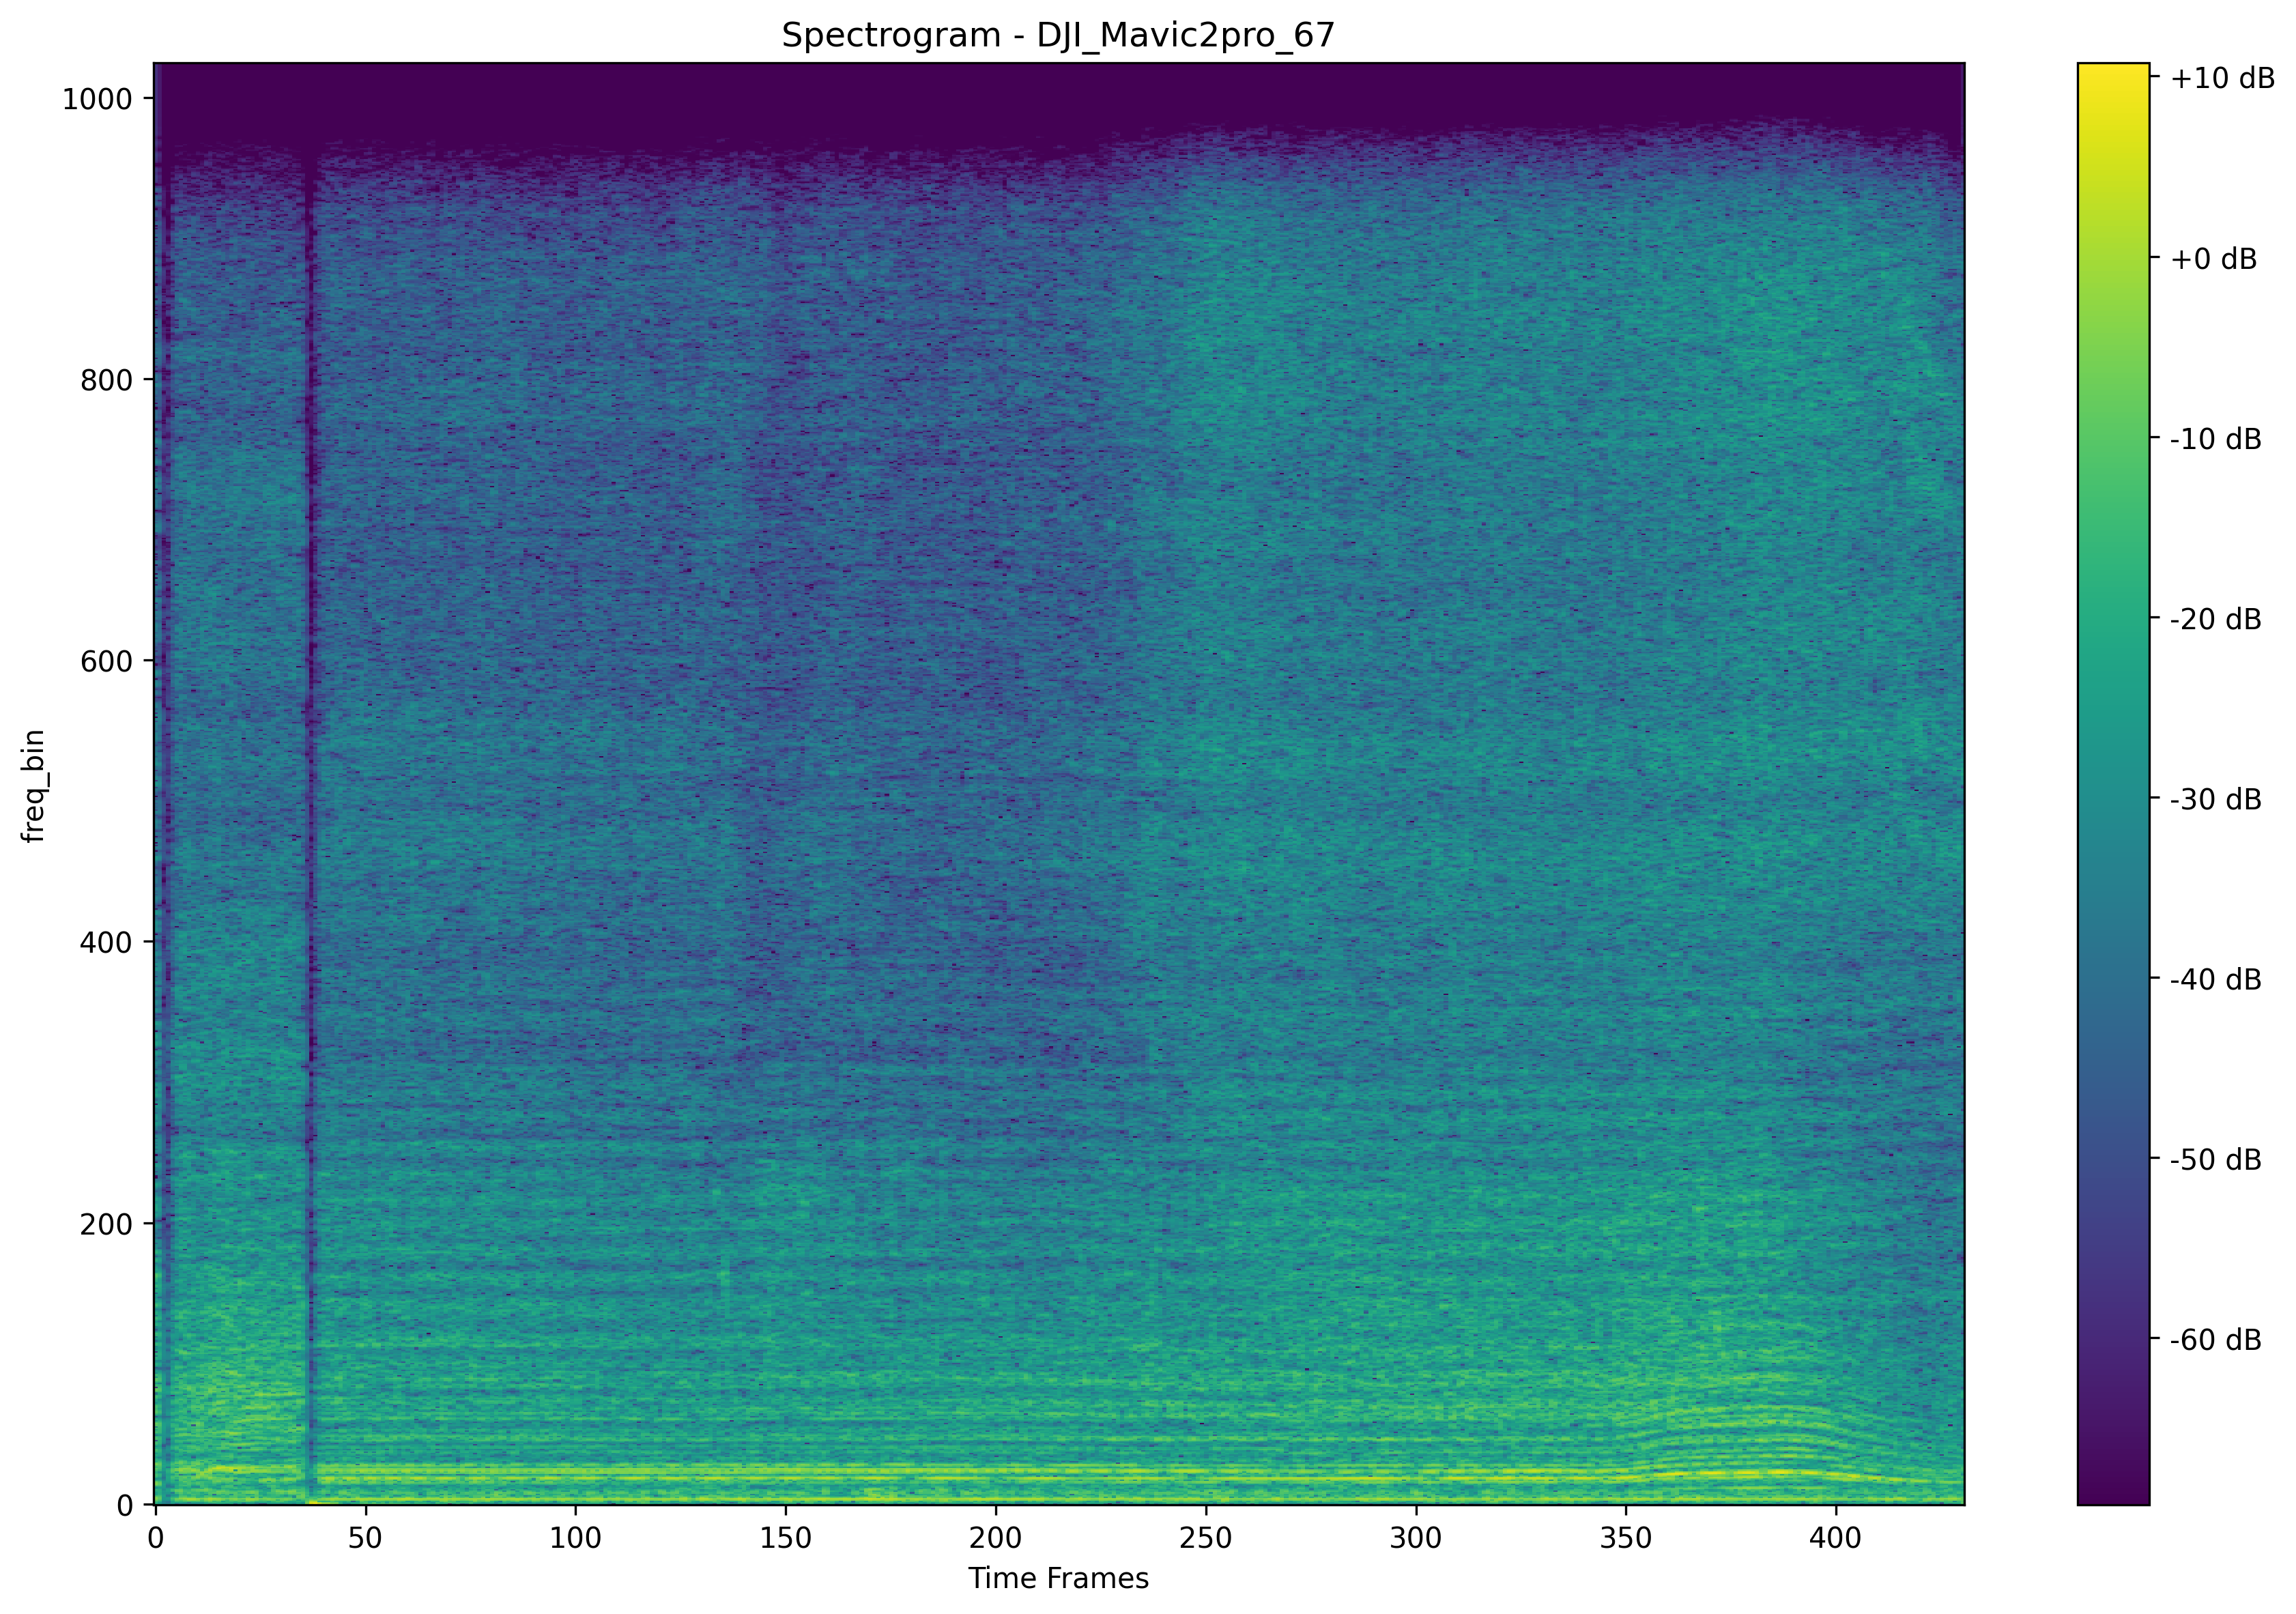 Spectrogram - DJI_Mavic2pro_67
1000
800
600
400
200
0
freq_bin
0 50 100 150 200 250 300 350 400
Time Frames
+10 dB
+0 dB
-10 dB
-20 dB
-30 dB
-40 dB
-50 dB
-60 dB